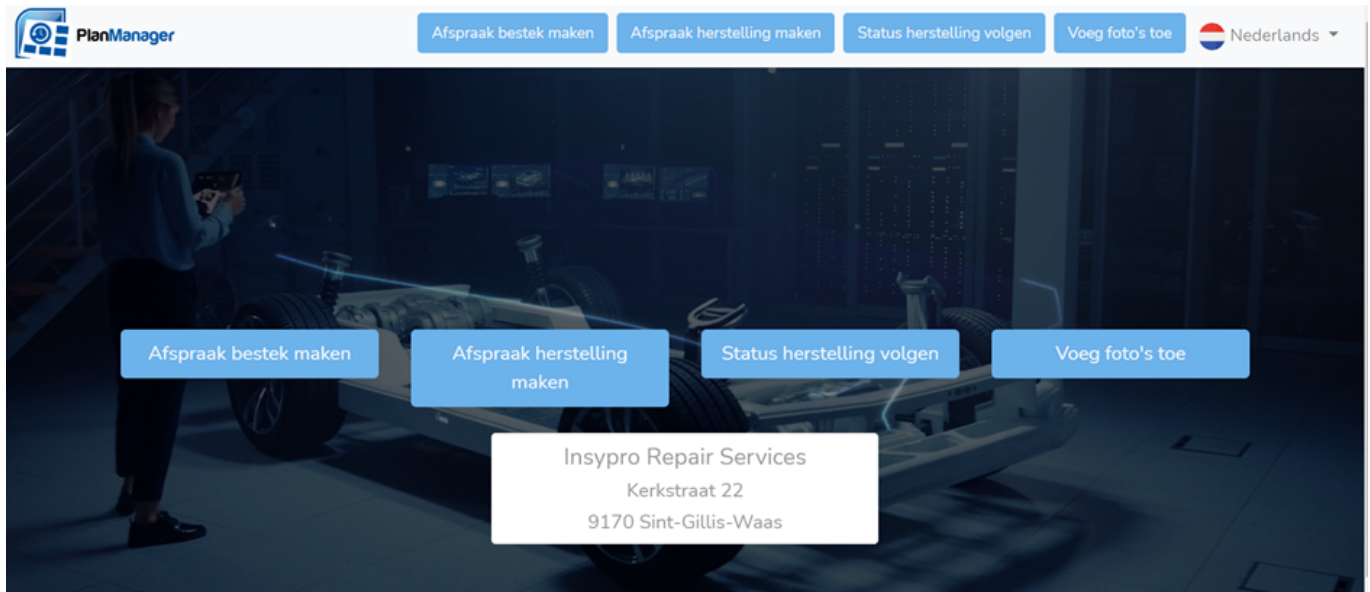 PlanManager
Afspraak bestek maken
Afspraak herstelling maken
Status herstelling volgen
Voeg foto's toe
Nederlands
Afspraak bestek maken
Afspraak herstelling
maken
Status herstelling volgen
Voeg foto's toe
Insypro Repair Services
Kerkstraat 22
9170 Sint-Gillis-Waas